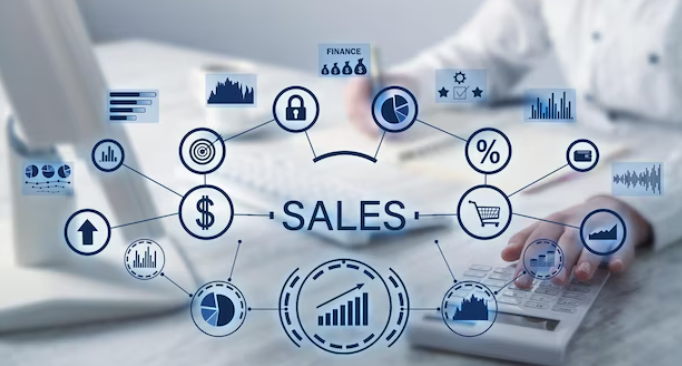 FINANCE
$ $ $ $
%
$
SALES